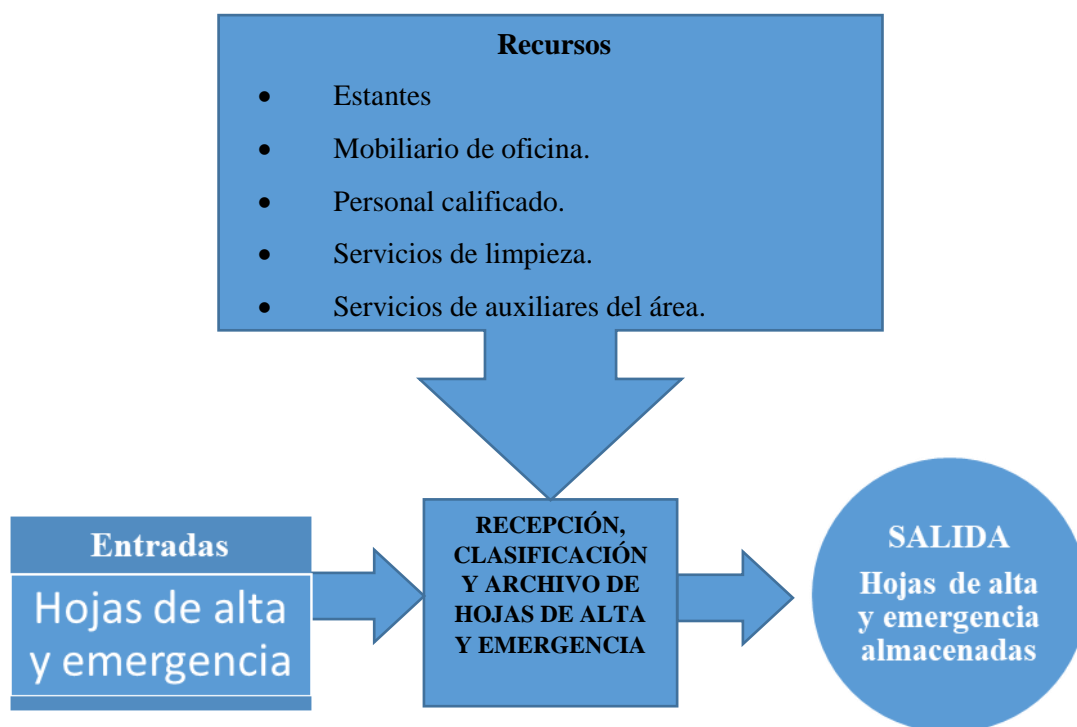 Recursos
• Estantes
• Mobiliario de oficina.
• Personal calificado.
• Servicios de limpieza.
• Servicios de auxiliares del área.
Entradas
Hojas de alta
y emergencia
RECEPCIÓN,
CLASIFICACIÓN
Y ARCHIVO DE
HOJAS DE ALTA
Y EMERGENCIA
SALIDA
Hojas de alta
y emergencia
almacenadas